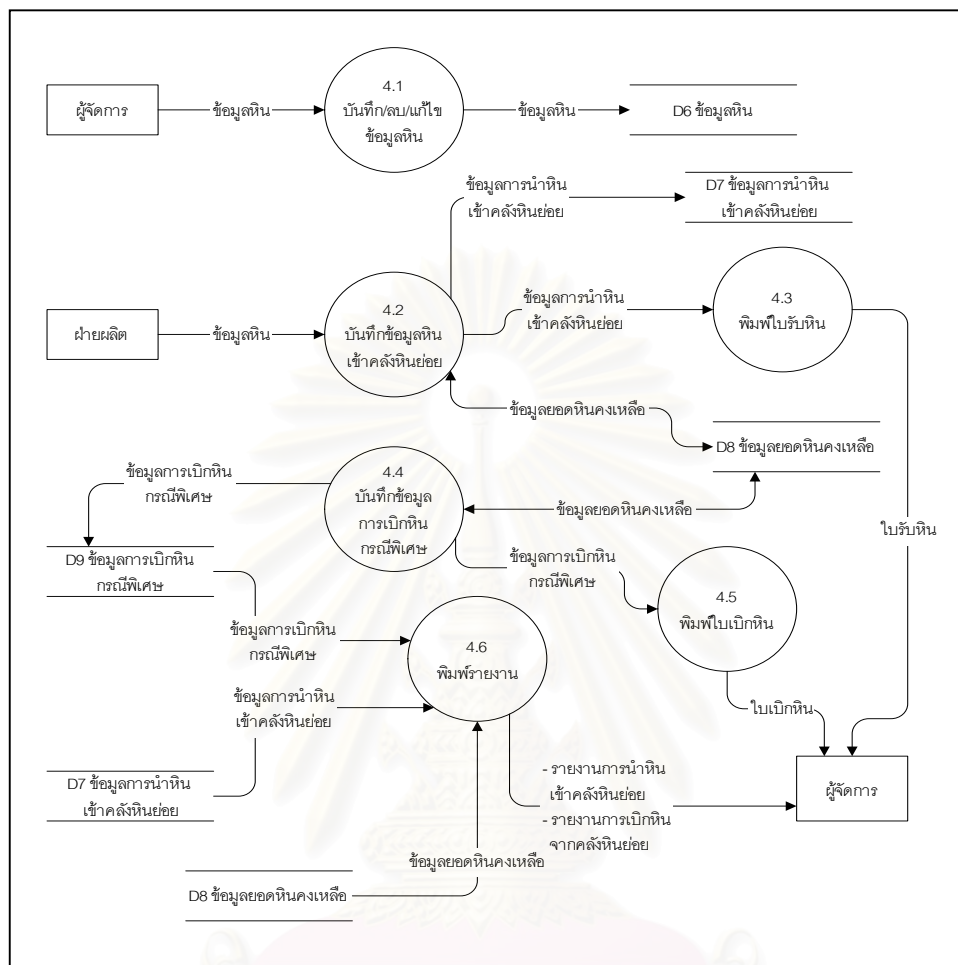 ผู้จัดการ
ข้อมูลหิน
4.1
บันทึก/ลบ/แก้ไข
ข้อมูลหิน
ข้อมูลหิน
D6 ข้อมูลหิน
ข้อมูลการนำหิน
เข้าคลังหินย่อย
D7 ข้อมูลการนำหิน
เข้าคลังหินย่อย
ฝ่ายผลิต
ข้อมูลหิน
4.2
บันทึกข้อมูลหิน
เข้าคลังหินย่อย
ข้อมูลการนำหิน
เข้าคลังหินย่อย
4.3
พิมพ์ใบรับหิน
ข้อมูลยอดหินคงเหลือ
D8 ข้อมูลยอดหินคงเหลือ
ข้อมูลการเบิกหิน
กรณีพิเศษ
4.4
บันทึกข้อมูล
การเบิกหิน
กรณีพิเศษ
ข้อมูลยอดหินคงเหลือ
ใบรับหิน
D9 ข้อมูลการเบิกหิน
กรณีพิเศษ
ข้อมูลการเบิกหิน
กรณีพิเศษ
4.5
พิมพ์ใบเบิกหิน
ข้อมูลการเบิกหิน
กรณีพิเศษ
4.6
พิมพ์รายงาน
ข้อมูลการนำหิน
เข้าคลังหินย่อย
ใบเบิกหิน
D7 ข้อมูลการนำหิน
เข้าคลังหินย่อย
- รายงานการนำหิน
เข้าคลังหินย่อย
- รายงานการเบิกหิน
จากคลังหินย่อย
ผู้จัดการ
ข้อมูลยอดหินคงเหลือ
D8 ข้อมูลยอดหินคงเหลือ